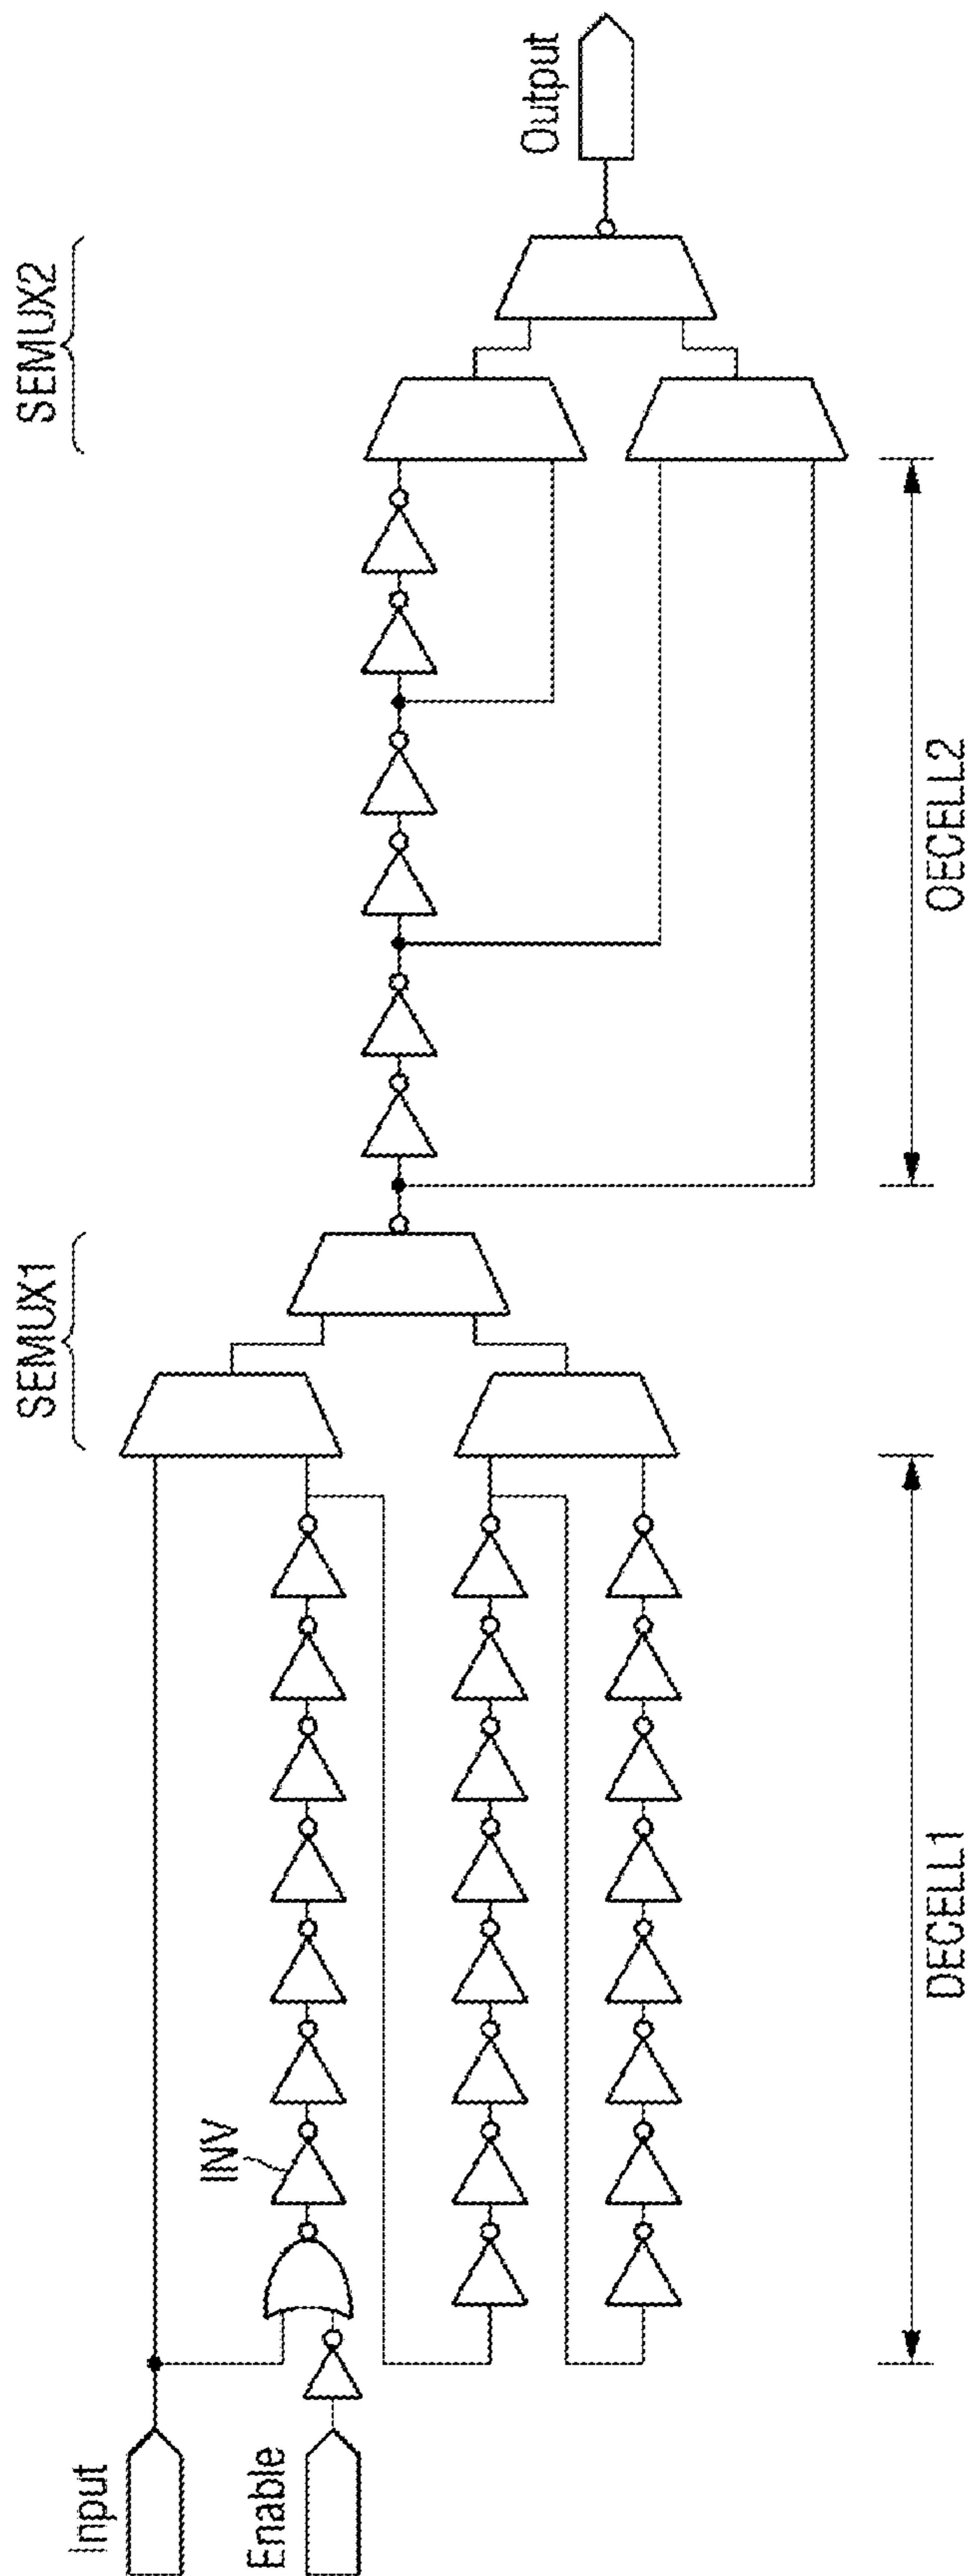 Input
Enable
INV
DECELL1
SEMUX1
OECELL2
SEMUX2
Output